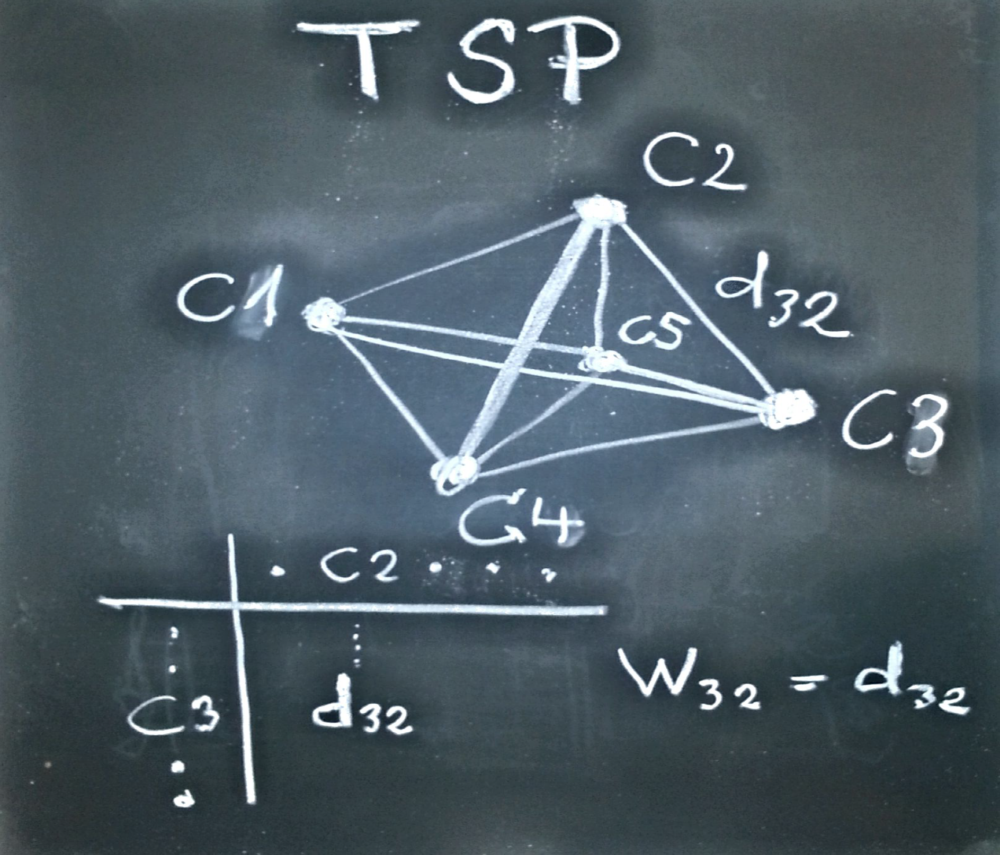 TSP
C2
C1
d32
C5
C3
C4
. C2 . . .
C3
d32
W32 = d32